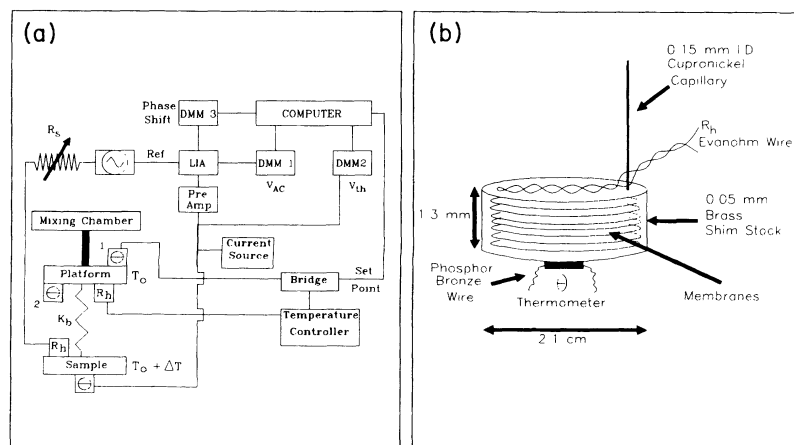 (a)
Phase Shift
DMM 3
COMPUTER
R_s
Ref
LIA
DMM 1
DMM2
V_AC
V_th
Pre Amp
Mixing Chamber
Current Source
1
Θ
Platform
T_o
Bridge
Set Point
2
Θ
R_h
K_b
Temperature Controller
R_h
Sample
T_o + ΔT
Θ
(b)
0.15 mm I D
Cupronickel
Capillary
R_h
Evanohm Wire
1.3 mm
0.05 mm
Brass
Shim Stock
Phosphor
Bronze
Wire
Θ
Thermometer
Membranes
2.1 cm